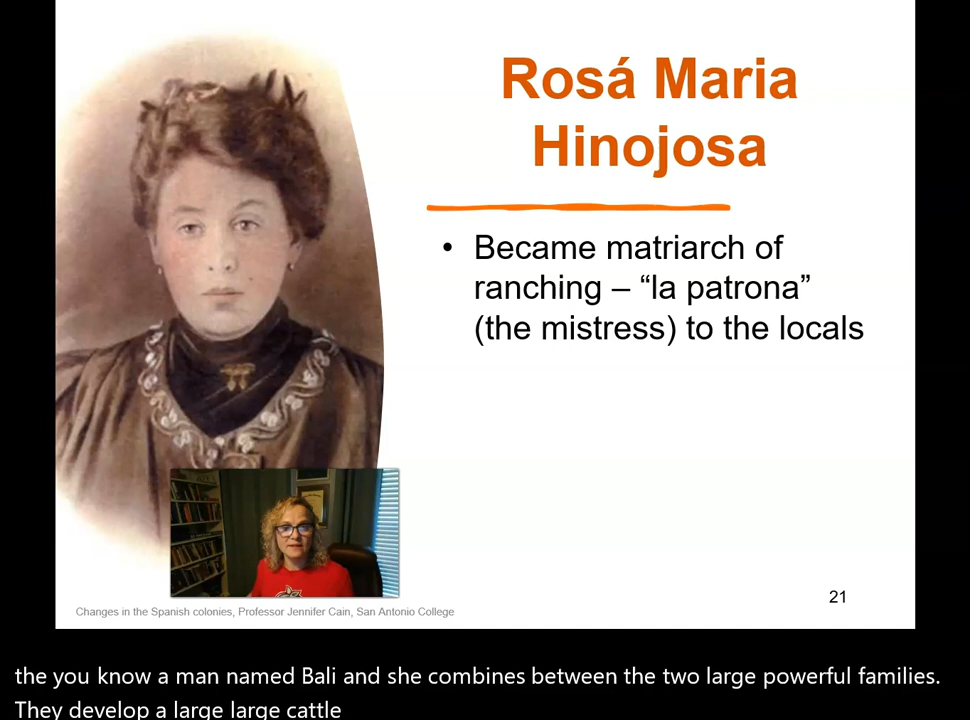 Rosá Maria
Hinojosa
• Became matriarch of
ranching – “la patrona”
(the mistress) to the locals
21
Changes in the Spanish colonies, Professor Jennifer Cain, San Antonio College
the you know a man named Bali and she combines between the two large powerful families.
They develop a large large cattle